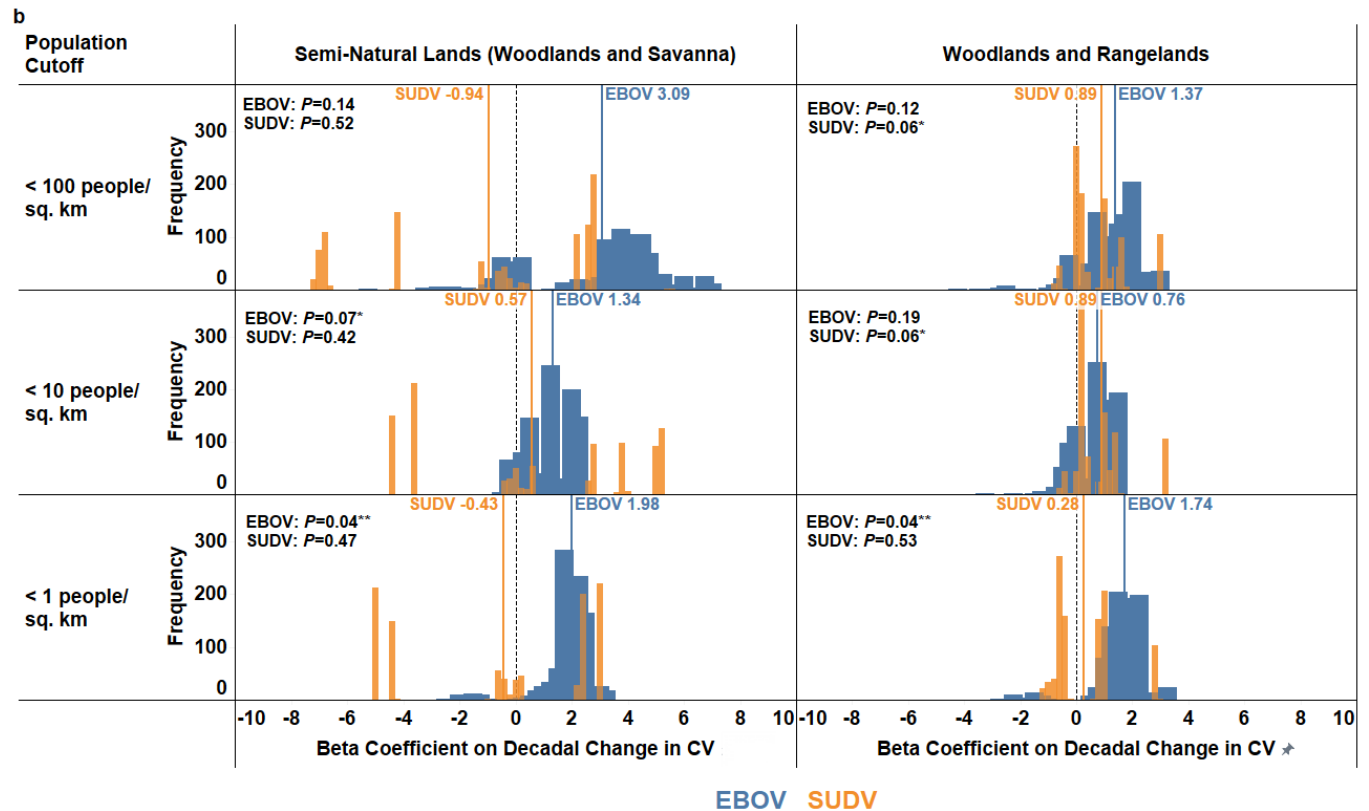 b
Population
Cutoff
Semi-Natural Lands (Woodlands and Savanna)
Woodlands and Rangelands
< 100 people/
sq. km
Frequency
300
200
100
0
EBOV: P=0.14
SUDV: P=0.52
SUDV -0.94
EBOV 3.09
EBOV: P=0.12
SUDV: P=0.06*
SUDV 0.89
EBOV 1.37
< 10 people/
sq. km
Frequency
300
200
100
0
EBOV: P=0.07*
SUDV: P=0.42
SUDV 0.57
EBOV 1.34
EBOV: P=0.19
SUDV: P=0.06*
SUDV 0.89
EBOV 0.76
< 1 people/
sq. km
Frequency
300
200
100
0
EBOV: P=0.04**
SUDV: P=0.47
SUDV -0.43
EBOV 1.98
EBOV: P=0.04**
SUDV: P=0.53
SUDV 0.28
EBOV 1.74
-10 -8 -6 -4 -2 0 2 4 6 8 10
-10 -8 -6 -4 -2 0 2 4 6 8 10
Beta Coefficient on Decadal Change in CV
Beta Coefficient on Decadal Change in CV
EBOV SUDV